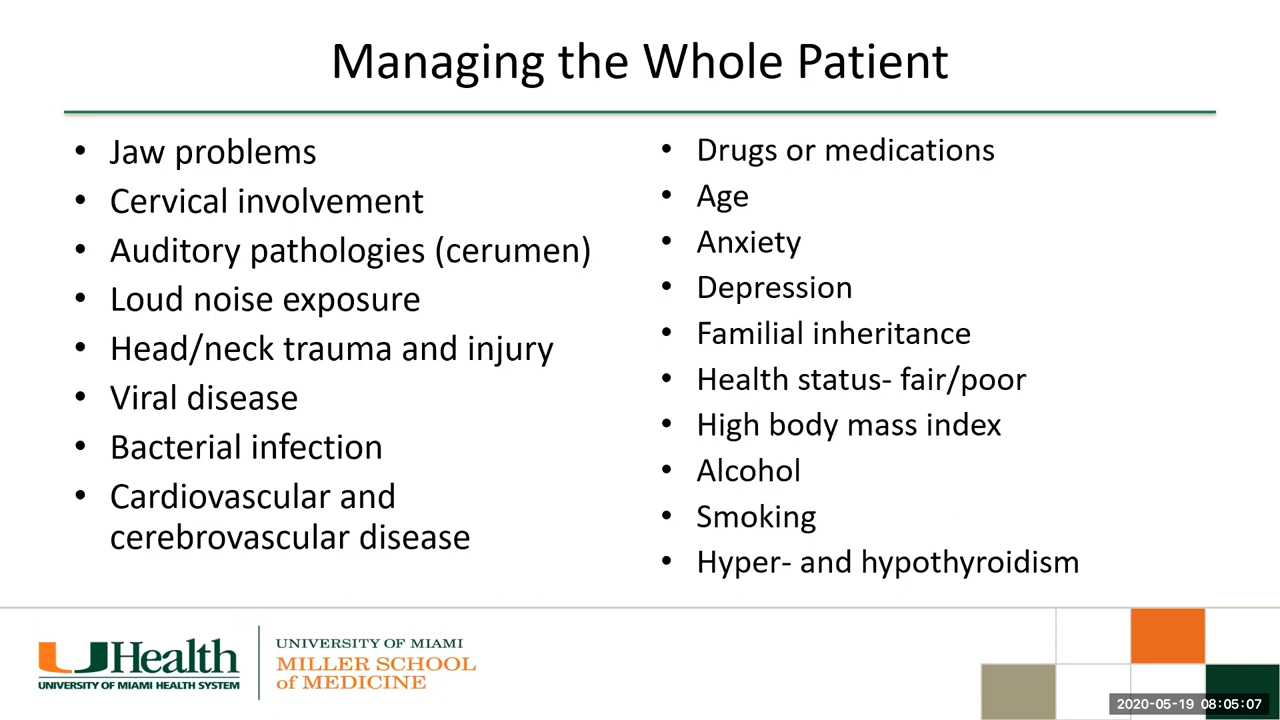 Managing the Whole Patient
• Jaw problems
• Cervical involvement
• Auditory pathologies (cerumen)
• Loud noise exposure
• Head/neck trauma and injury
• Viral disease
• Bacterial infection
• Cardiovascular and
cerebrovascular disease
• Drugs or medications
• Age
• Anxiety
• Depression
• Familial inheritance
• Health status- fair/poor
• High body mass index
• Alcohol
• Smoking
• Hyper- and hypothyroidism
UHealth
UNIVERSITY OF MIAMI HEALTH SYSTEM
UNIVERSITY OF MIAMI
MILLER SCHOOL
of MEDICINE
2020-05-19 08:05:07